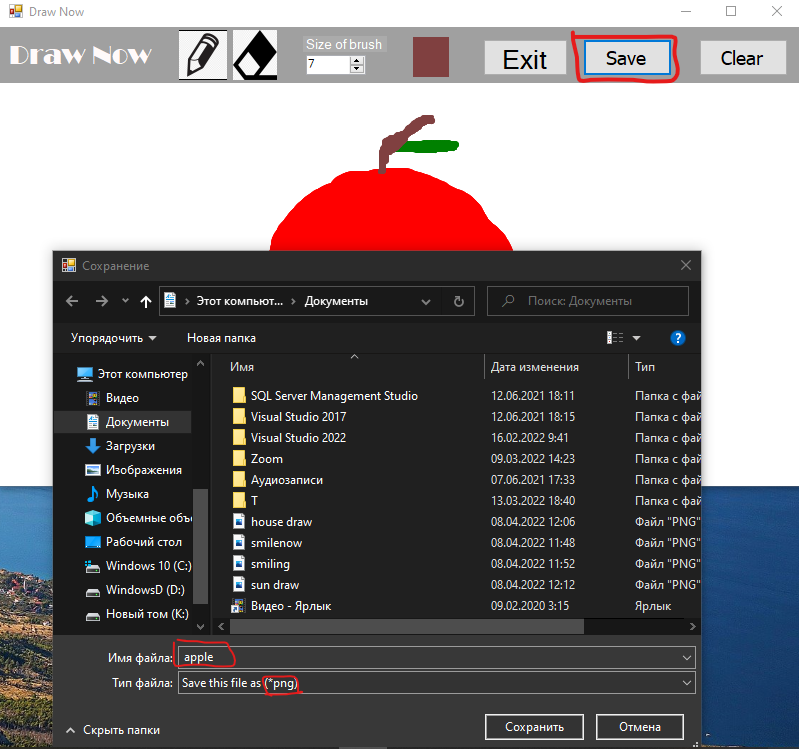 Draw Now
Draw Now
Size of brush
7
Exit
Save
Clear
Сохранение
Этот компьют... › Документы
Поиск: Документы
Упорядочить
Новая папка
?
Имя
Дата изменения
Тип
Этот компьютер
Видео
Документы
Загрузки
Изображения
Музыка
Объемные объ
Рабочий стол
Windows 10 (C:)
WindowsD (D:)
Новый том (K:)
SQL Server Management Studio 12.06.2021 18:11 Папка с фай
Visual Studio 2017 12.06.2021 18:15 Папка с фай
Visual Studio 2022 16.02.2022 9:41 Папка с фай
Zoom 09.03.2022 14:23 Папка с фай
Аудиозаписи 07.06.2021 17:33 Папка с фай
Т 13.03.2022 18:40 Папка с фай
house draw 08.04.2022 12:06 Файл "PNG"
smilenow 08.04.2022 11:48 Файл "PNG"
smiling 08.04.2022 11:52 Файл "PNG"
sun draw 08.04.2022 12:12 Файл "PNG"
Видео - Ярлык 09.02.2020 3:15 Ярлык
Имя файла: apple
Тип файла: Save this file as (*png)
Скрыть папки
Сохранить
Отмена